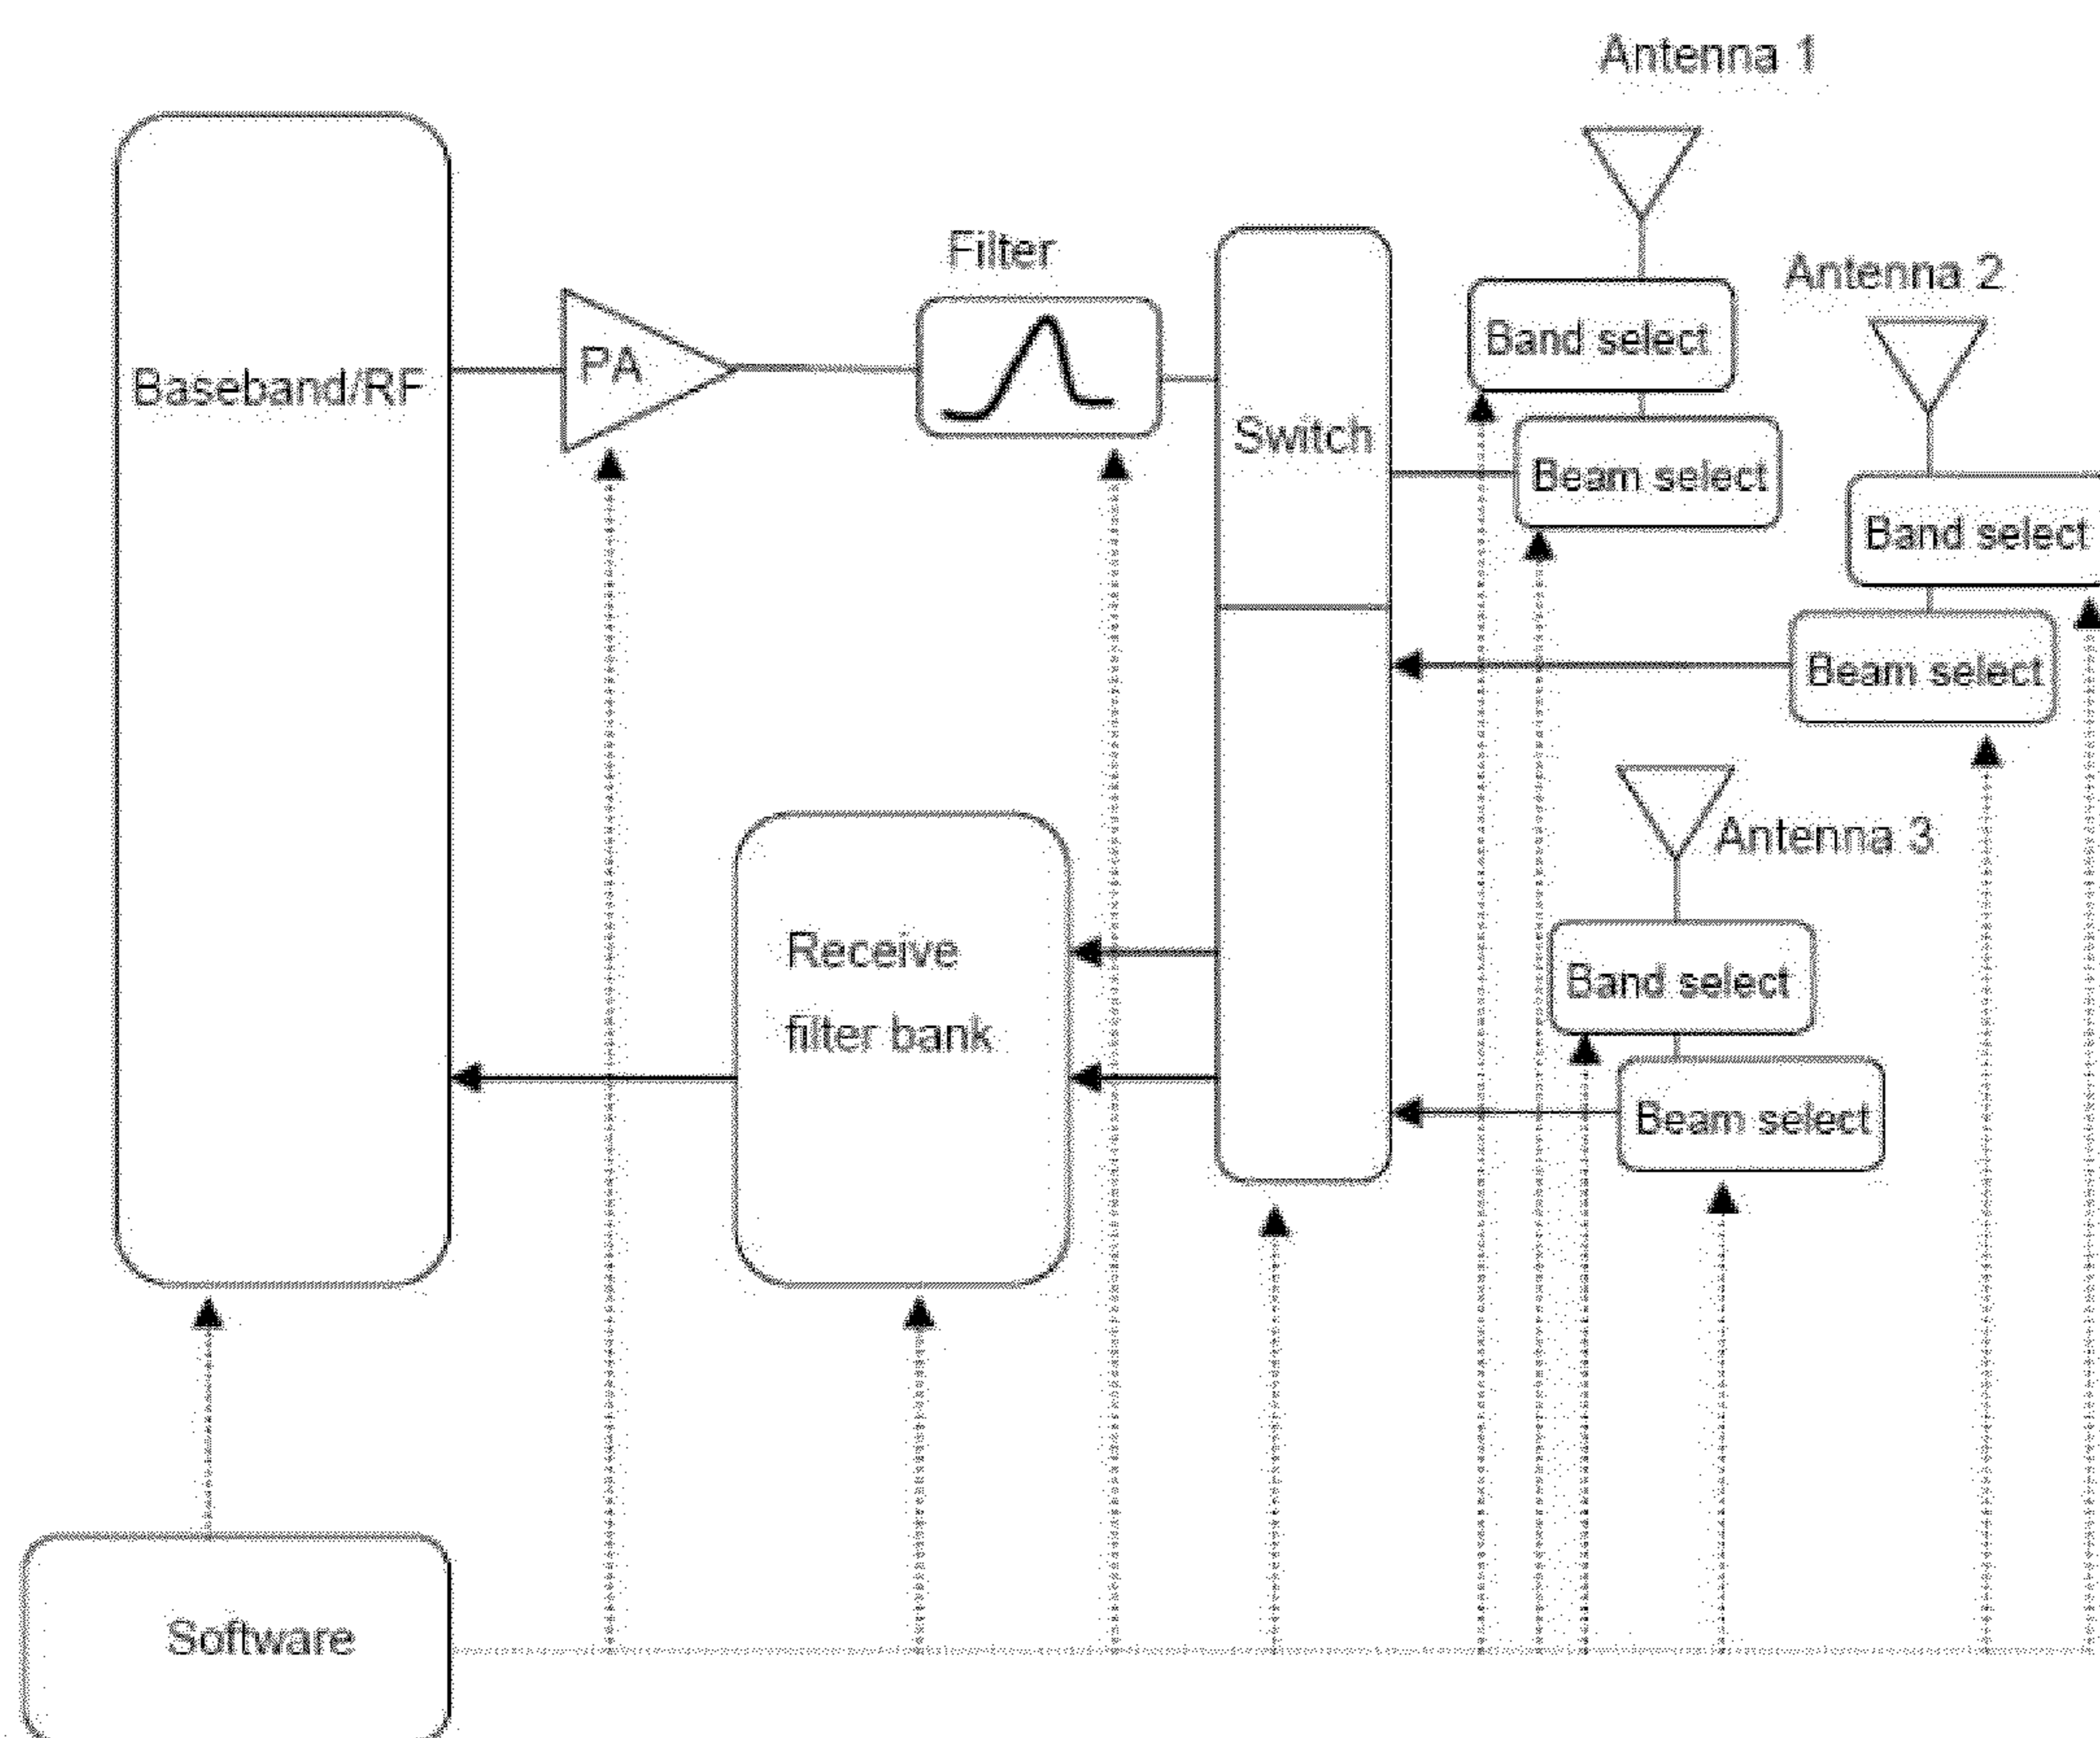 Antenna 1
Filter
Antenna 2
Band select
Baseband/RF
PA
Switch
Beam select
Band select
Beam select
Antenna 3
Receive
filter bank
Band select
Beam select
Software